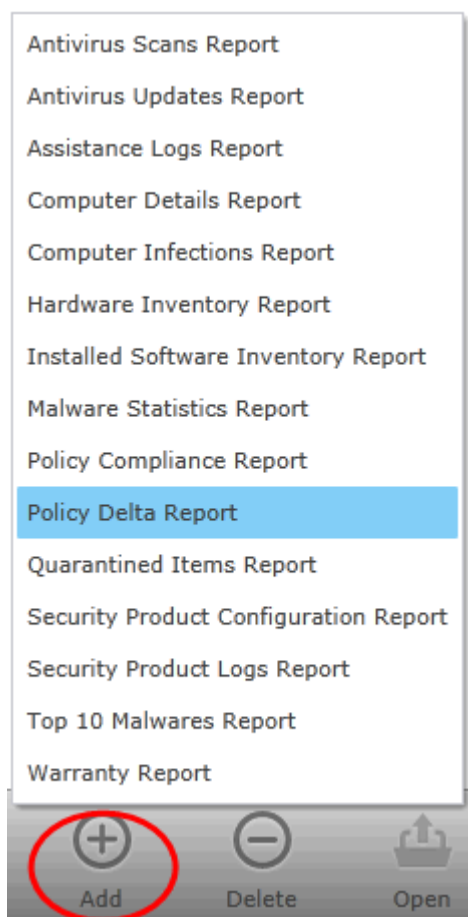 Antivirus Scans Report
Antivirus Updates Report
Assistance Logs Report
Computer Details Report
Computer Infections Report
Hardware Inventory Report
Installed Software Inventory Report
Malware Statistics Report
Policy Compliance Report
Policy Delta Report
Quarantined Items Report
Security Product Configuration Report
Security Product Logs Report
Top 10 Malwares Report
Warranty Report
Add Delete Open